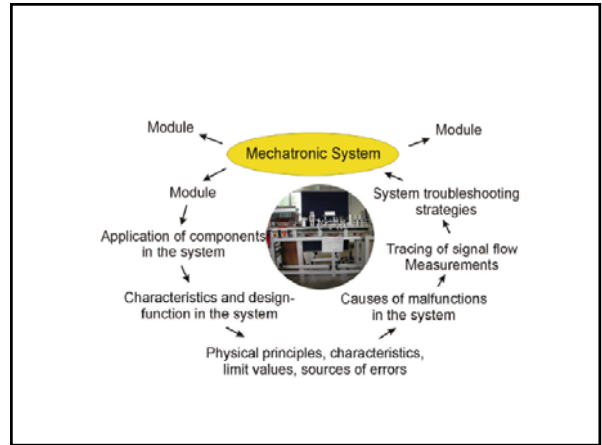 Module
Module
Mechatronic System
Module
System troubleshooting
strategies
Application of components
in the system
Tracing of signal flow
Measurements
Characteristics and design-
function in the system
Causes of malfunctions
in the system
Physical principles, characteristics,
limit values, sources of errors